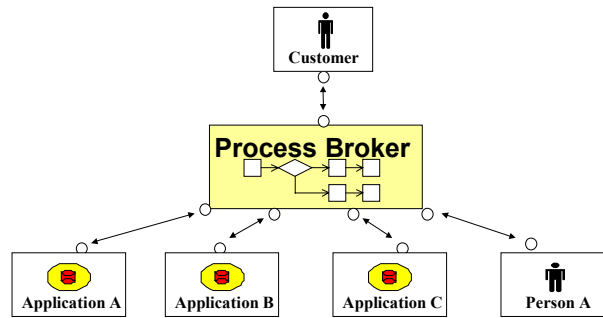 Customer
Process Broker
Application A
Application B
Application C
Person A